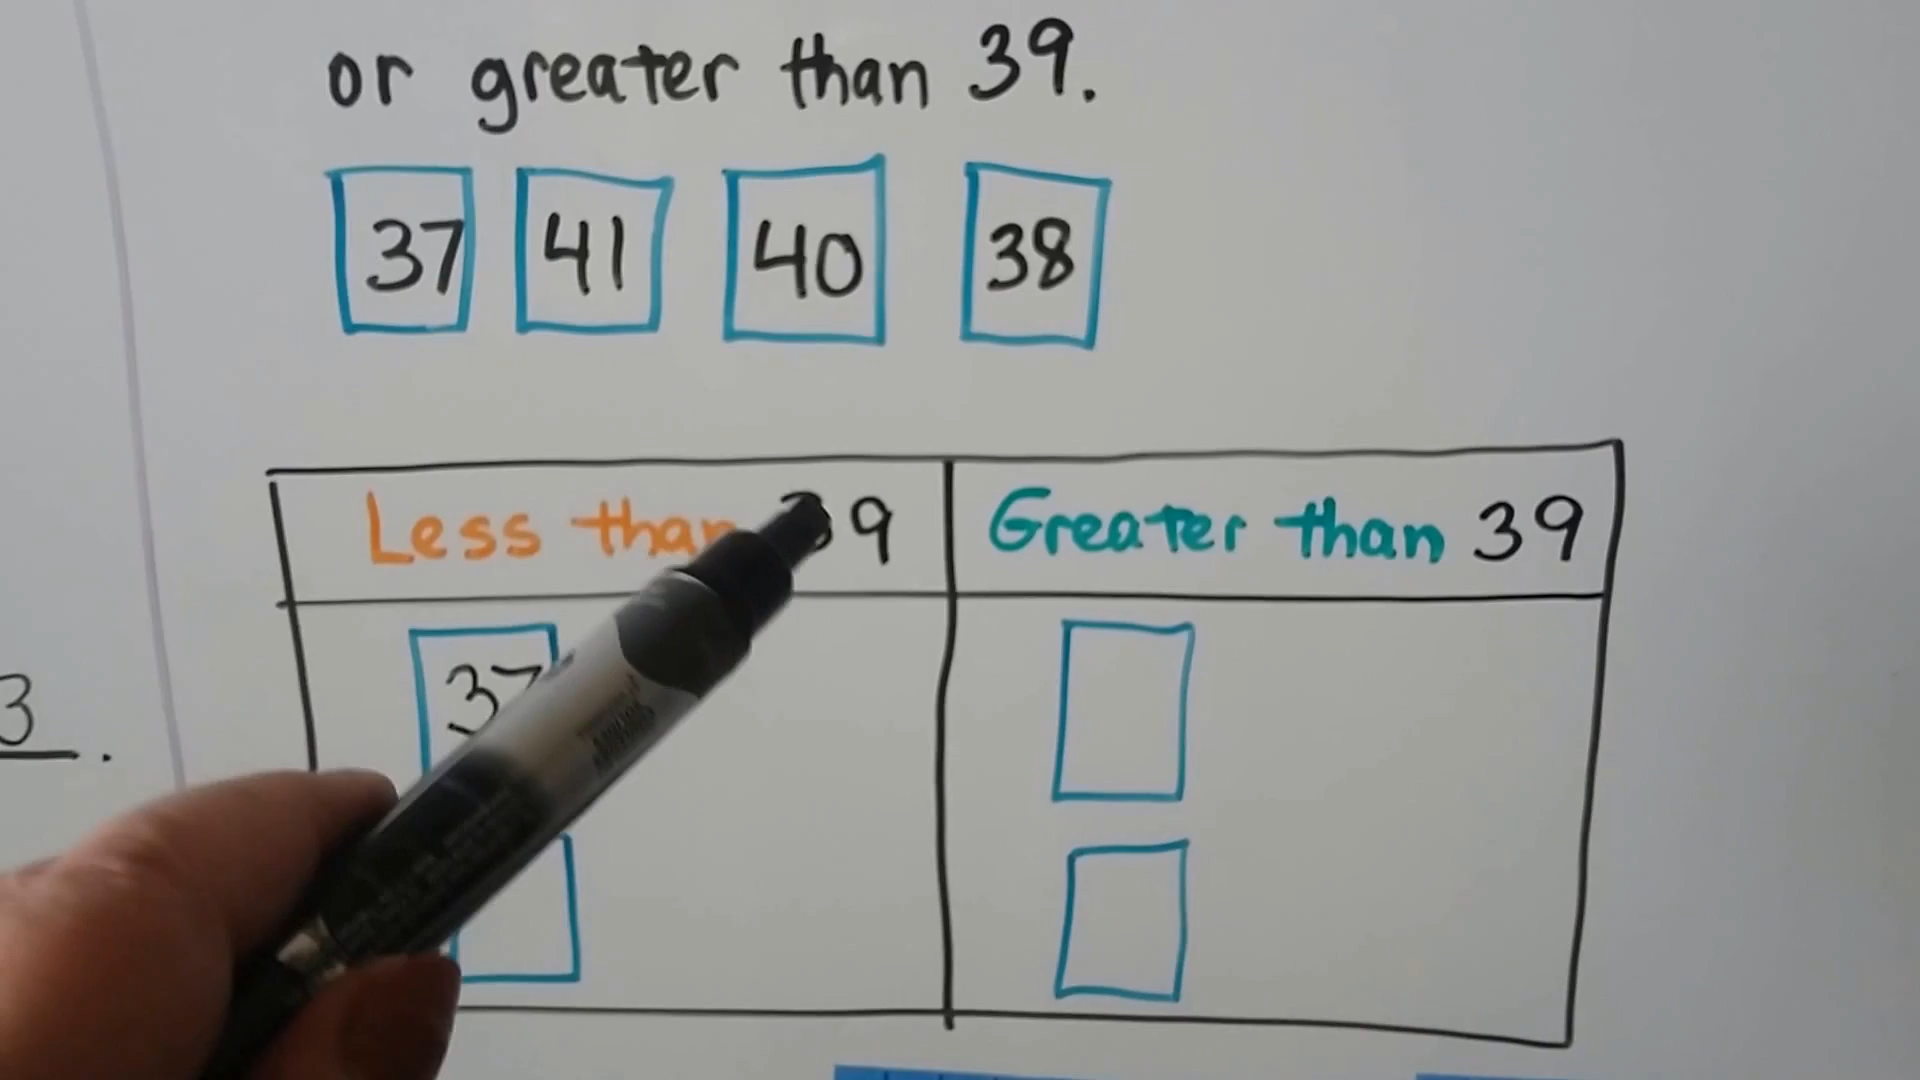 or greater than 39.
37 41 40 38
Less than 39 Greater than 39
37
3.